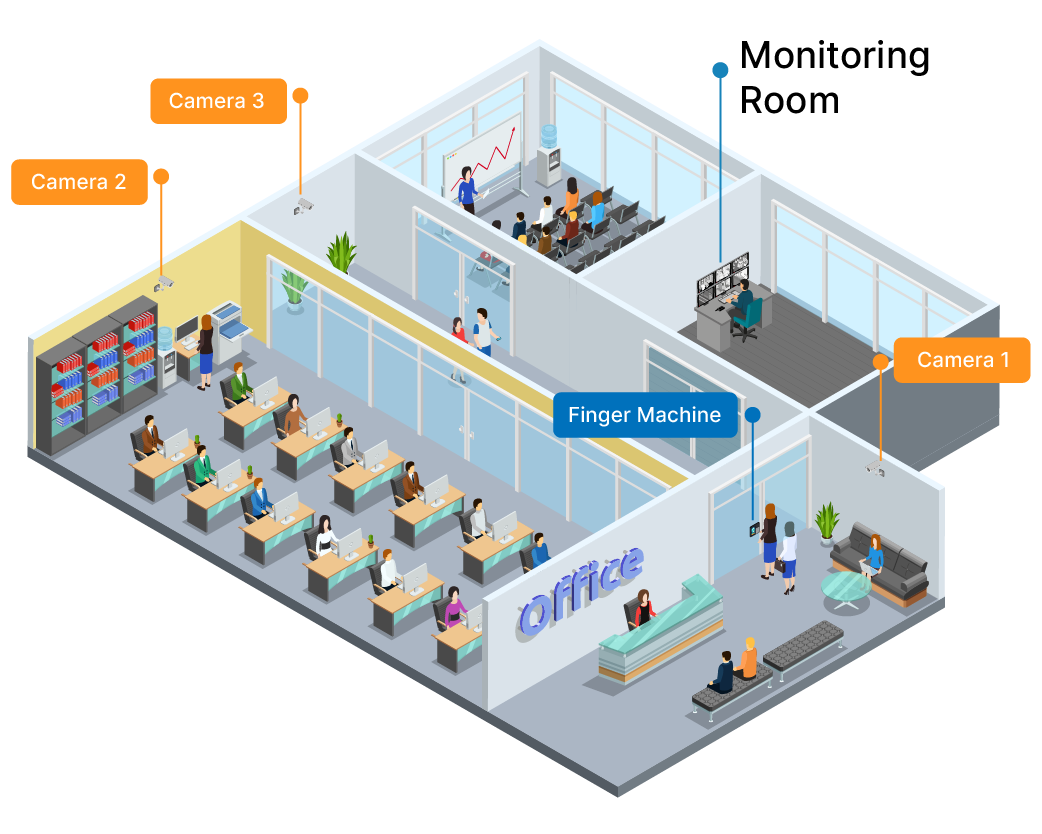 Monitoring
Room
Camera 3
Camera 2
Camera 1
Finger Machine
Office